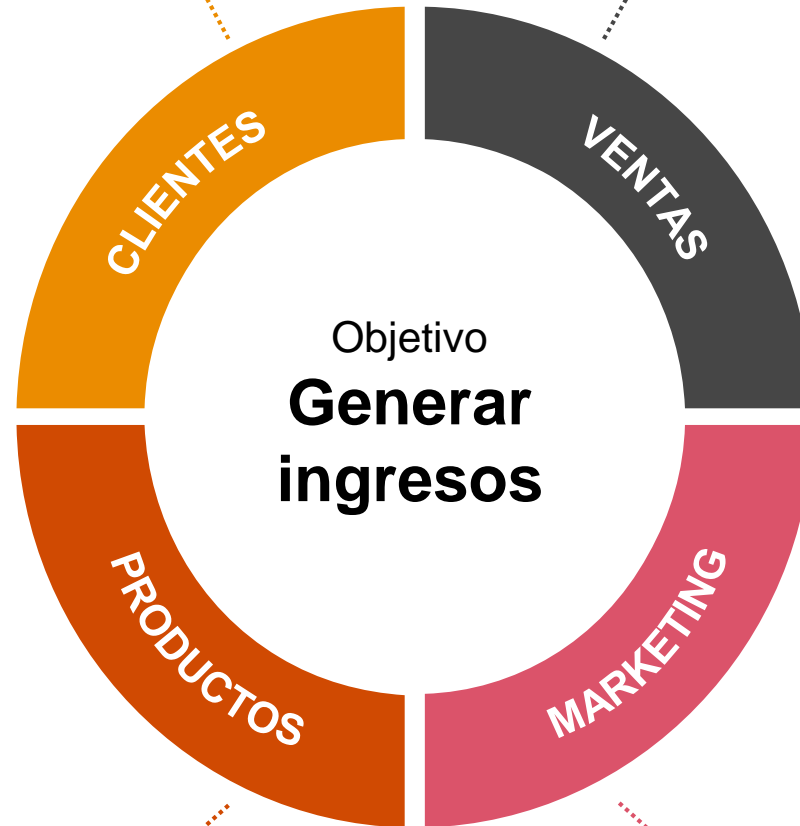 CLIENTES
VENTAS
Objetivo
Generar
ingresos
PRODUCTOS
MARKETING